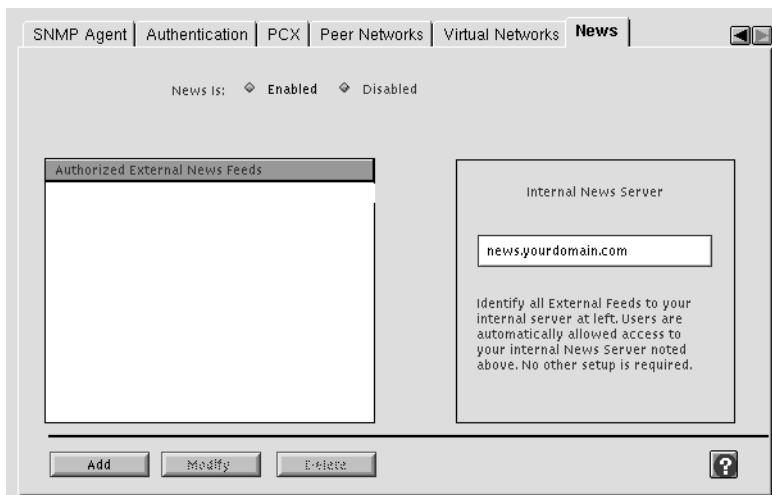 SNMP Agent Authentication PCX Peer Networks Virtual Networks News
News Is: Enabled Disabled
Authorized External News Feeds
Internal News Server
news.yourdomain.com
Identify all External Feeds to your
internal server at left. Users are
automatically allowed access to
your internal News Server noted
above. No other setup is required.
Add Modify Delete ?